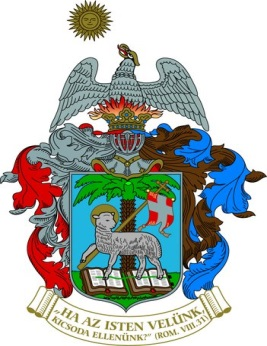 „HA AZ ISTEN VELÜNK,
KICSODA ELLENÜNK?" (RÓM. VIII.31)